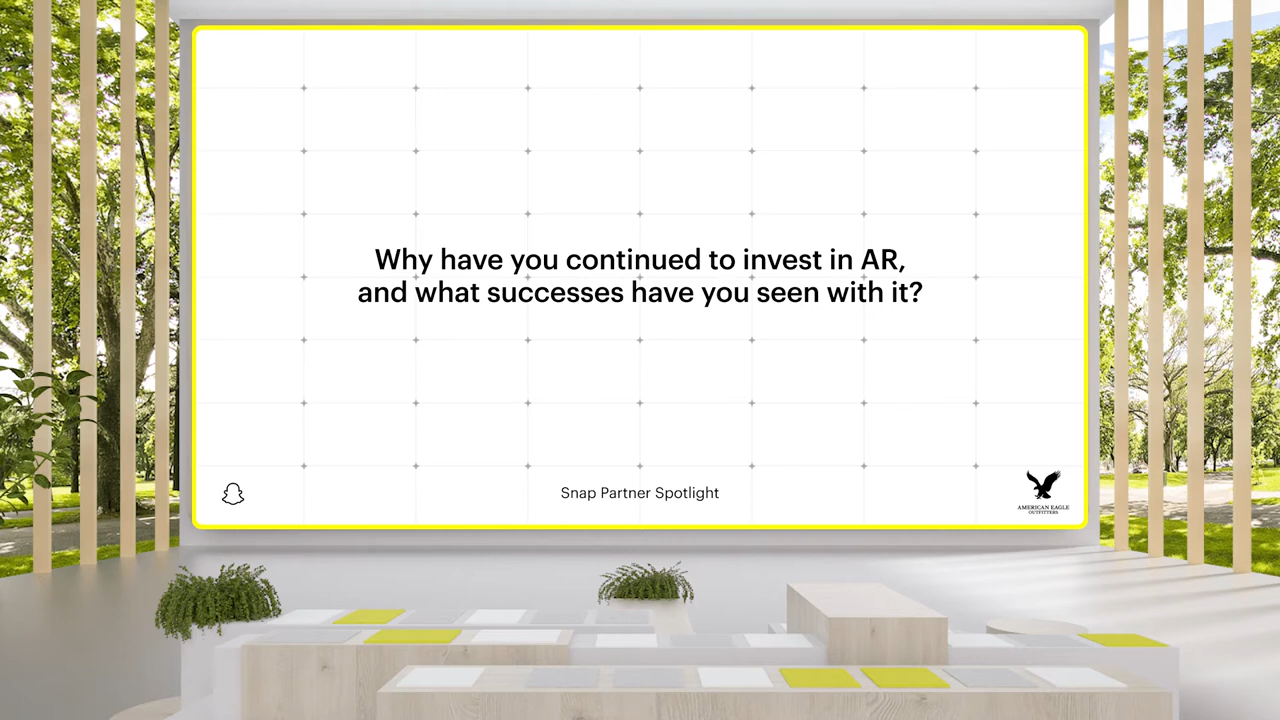 Why have you continued to invest in AR,
and what successes have you seen with it?
Snap Partner Spotlight
AMERICAN EAGLE
OUTFITTERS